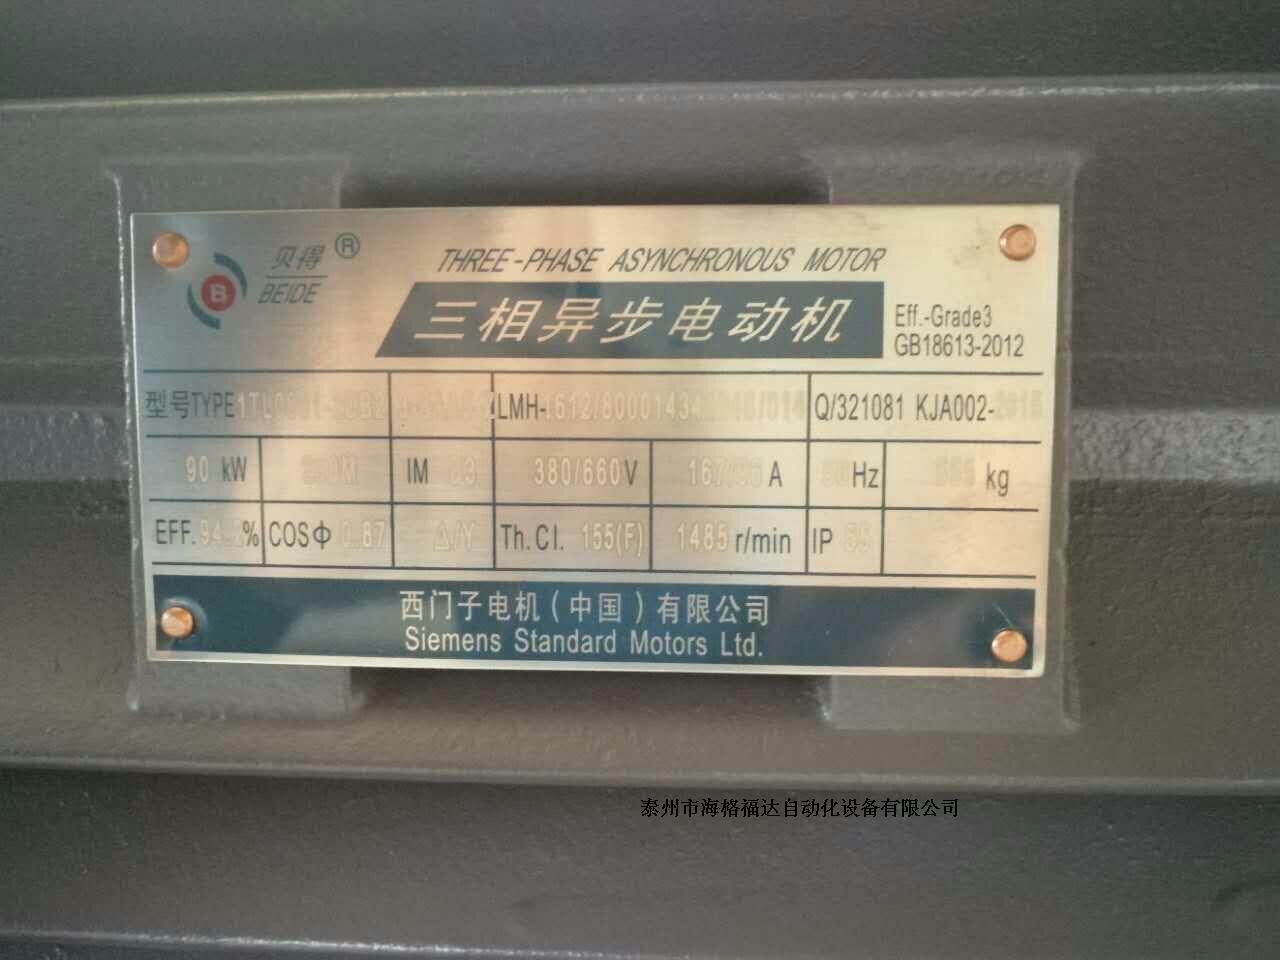 贝得®
BEIDE
THREE-PHASE ASYNCHRONOUS MOTOR
三相异步电动机
Eff.-Grade3
GB18613-2012
型号TYPE LMH- Q/321081 KJA002-
90 kW IM 380/660V A Hz kg
EFF. % COSΦ 0.87 Δ/Y Th.Cl. 155(F) 1485 r/min IP 55
西门子电机(中国)有限公司
Siemens Standard Motors Ltd.
泰州市海格福达自动化设备有限公司